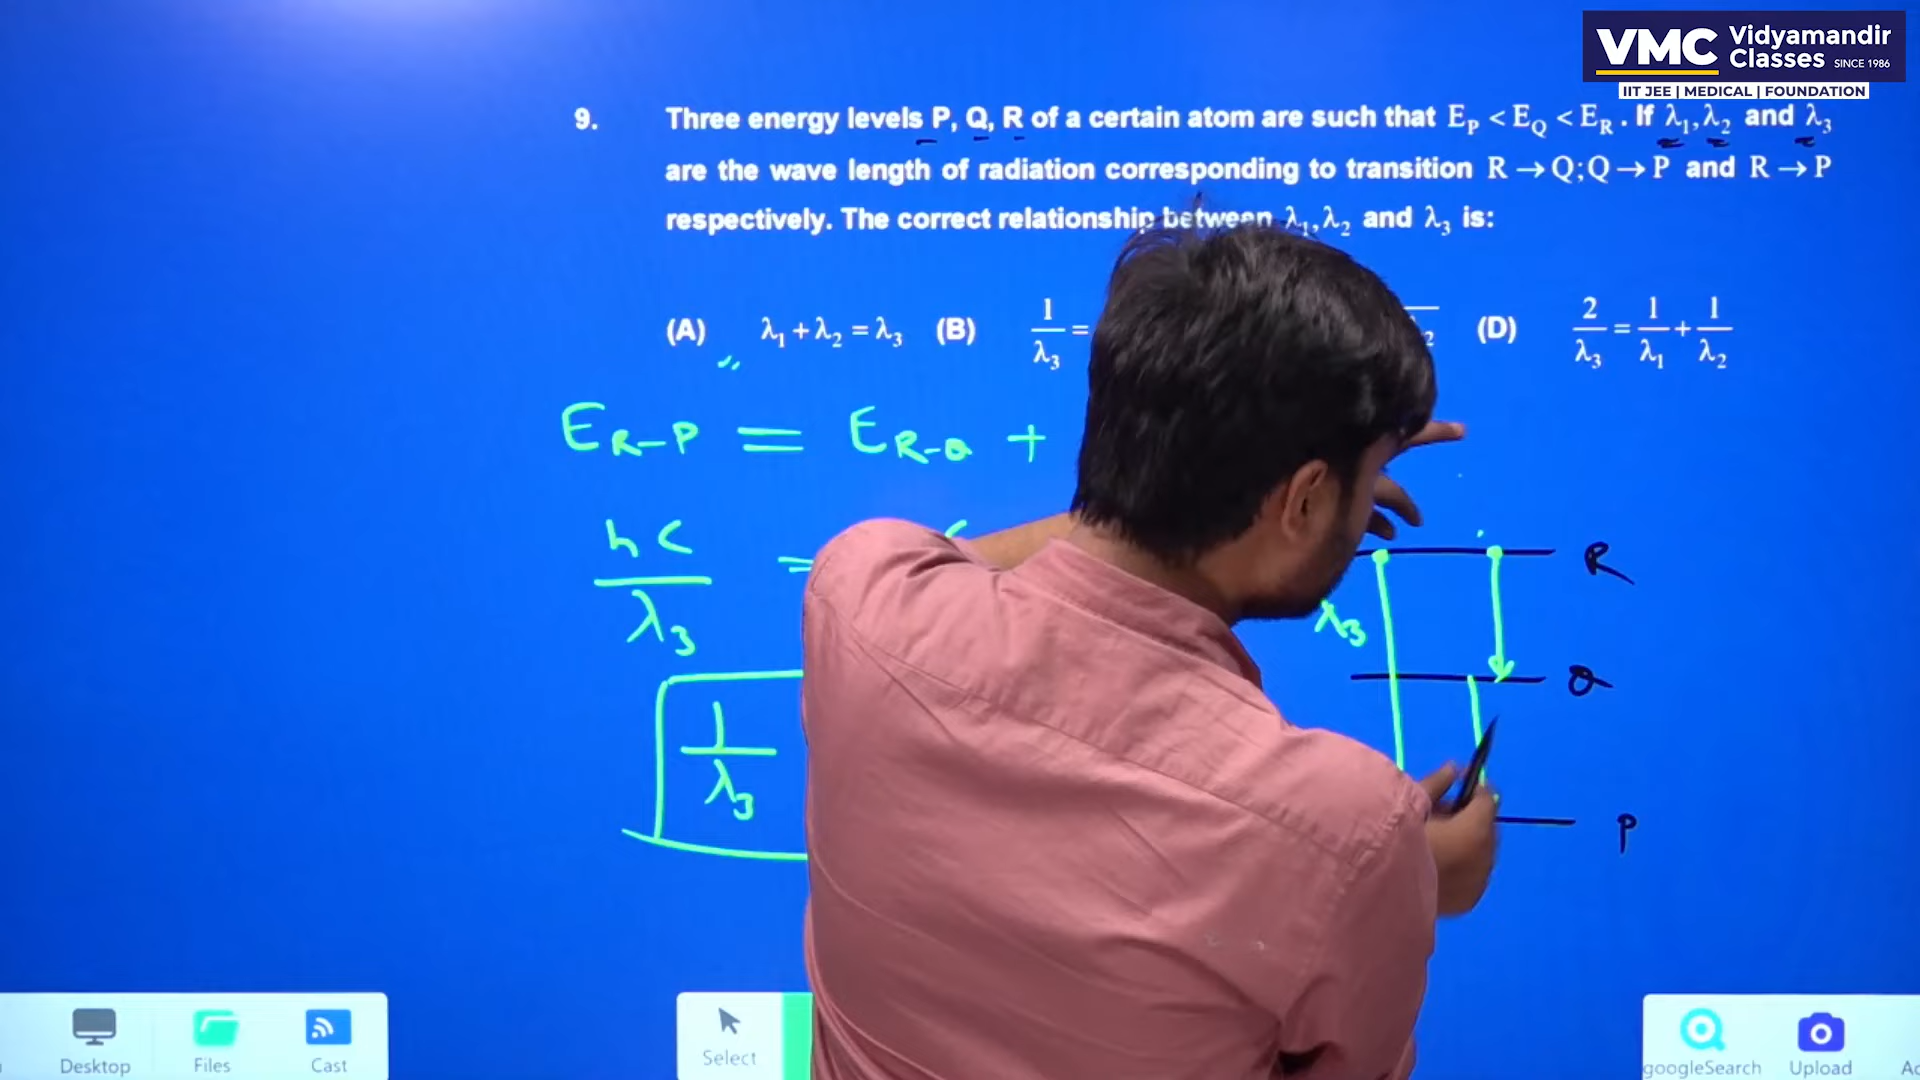 VMC Vidyamandir Classes SINCE 1986
IIT JEE | MEDICAL | FOUNDATION
9. Three energy levels P, Q, R of a certain atom are such that E_P < E_Q < E_R. If λ₁, λ₂ and λ₃
are the wave length of radiation corresponding to transition R → Q; Q → P and R → P
respectively. The correct relationship between λ₁, λ₂ and λ₃ is:
(A) λ₁ + λ₂ = λ₃ (B) 1/λ₃ = (D) 2/λ₃ = 1/λ₁ + 1/λ₂
E_R-P = E_R-Q +
hc/λ₃ =
1/λ₃
R
λ₃
Q
P
Desktop Files Cast Select googleSearch Upload